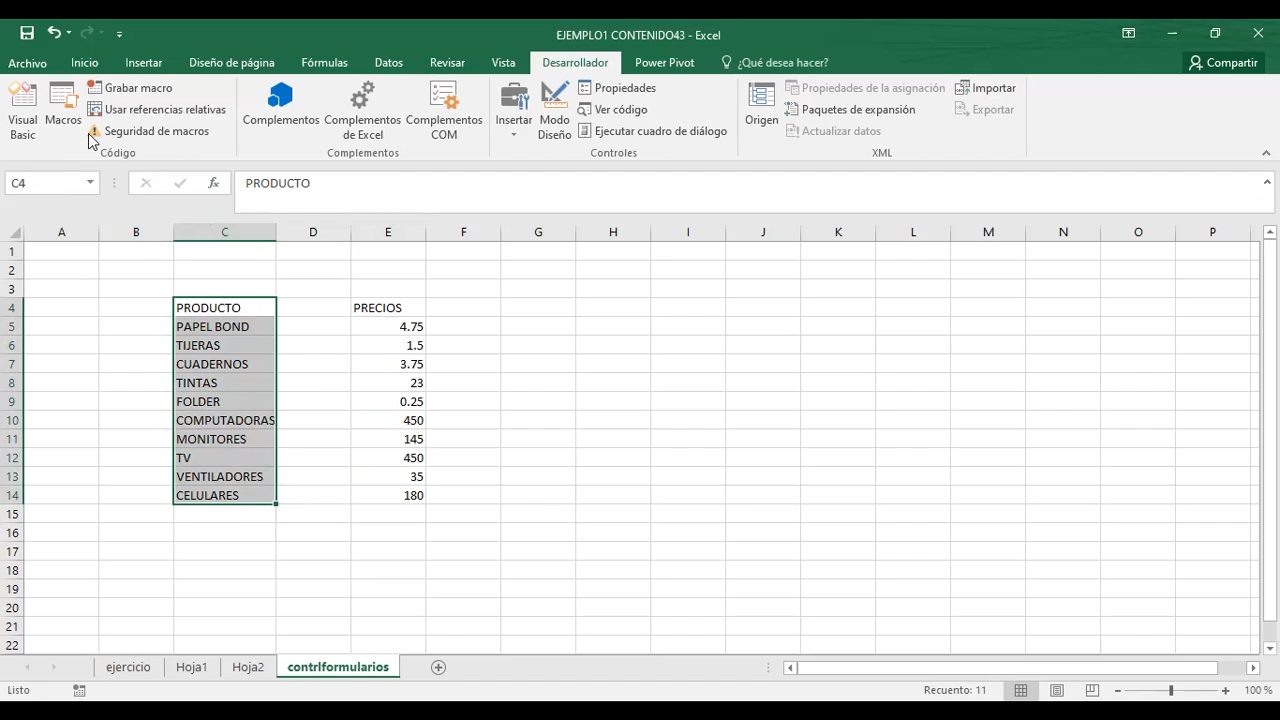 EJEMPLO1 CONTENIDO43 - Excel
Archivo Inicio Insertar Diseño de página Fórmulas Datos Revisar Vista Desarrollador Power Pivot ¿Qué desea hacer? Compartir
Visual Basic
Macros
Grabar macro
Usar referencias relativas
Seguridad de macros
Código
Complementos
Complementos de Excel
Complementos COM
Complementos
Insertar
Modo Diseño
Propiedades
Ver código
Ejecutar cuadro de diálogo
Controles
Origen
Propiedades de la asignación
Paquetes de expansión
Actualizar datos
Importar
Exportar
XML
C4 fx PRODUCTO
A B C D E F G H I J K L M N O P
1
2
3
4 PRODUCTO PRECIOS
5 PAPEL BOND 4.75
6 TIJERAS 1.5
7 CUADERNOS 3.75
8 TINTAS 23
9 FOLDER 0.25
10 COMPUTADORAS 450
11 MONITORES 145
12 TV 450
13 VENTILADORES 35
14 CELULARES 180
15
16
17
18
19
20
21
22
ejercicio Hoja1 Hoja2 contrlformularios
Listo Recuento: 11 100 %